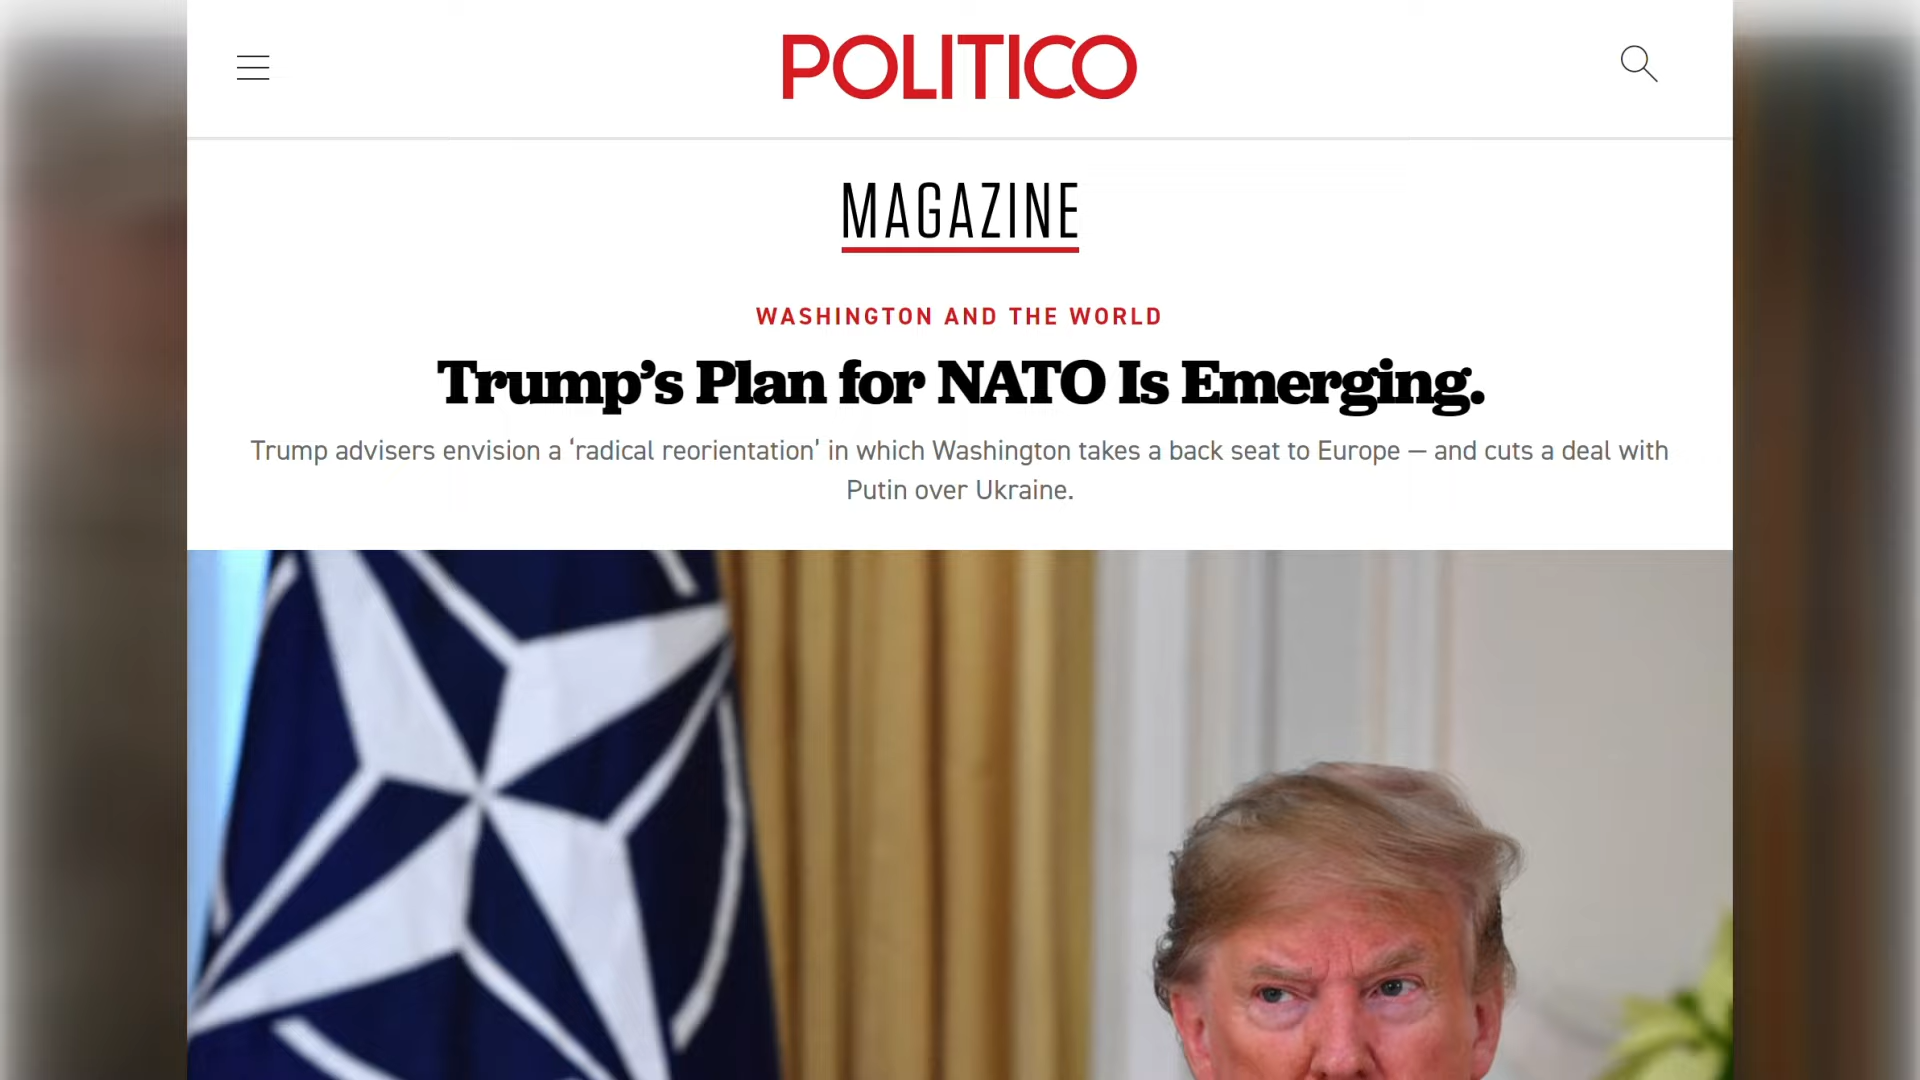 POLITICO
MAGAZINE
WASHINGTON AND THE WORLD
Trump’s Plan for NATO Is Emerging.
Trump advisers envision a ‘radical reorientation’ in which Washington takes a back seat to Europe — and cuts a deal with
Putin over Ukraine.